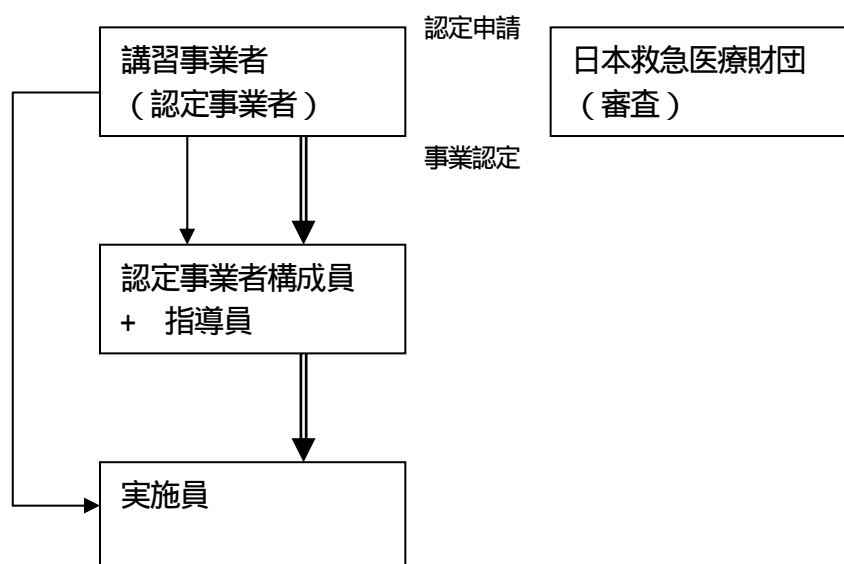 認定申請
講習事業者
（認定事業者）
日本救急医療財団
（審査）
事業認定
認定事業者構成員
+　指導員
実施員